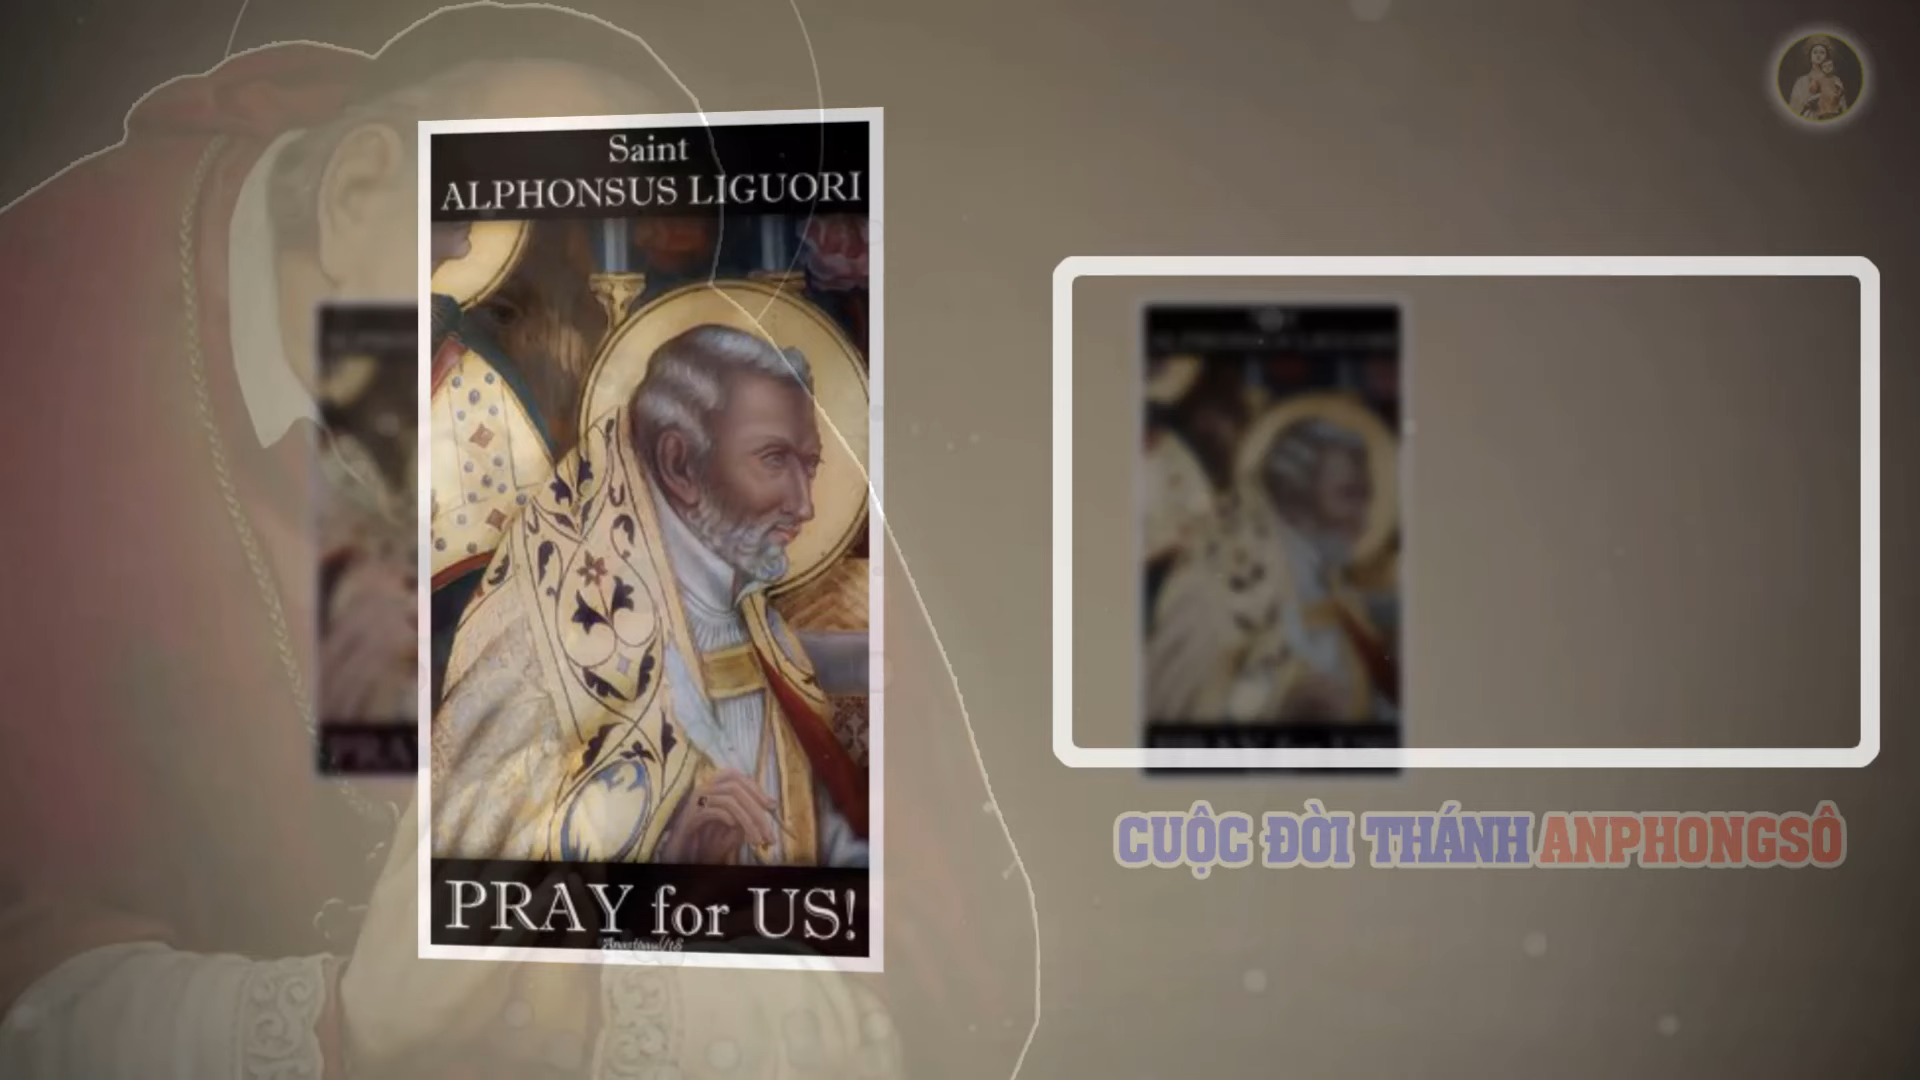 Saint
ALPHONSUS LIGUORI
PRAY for US!
CUỘC ĐỜI THÁNH ANPHONGSÔ